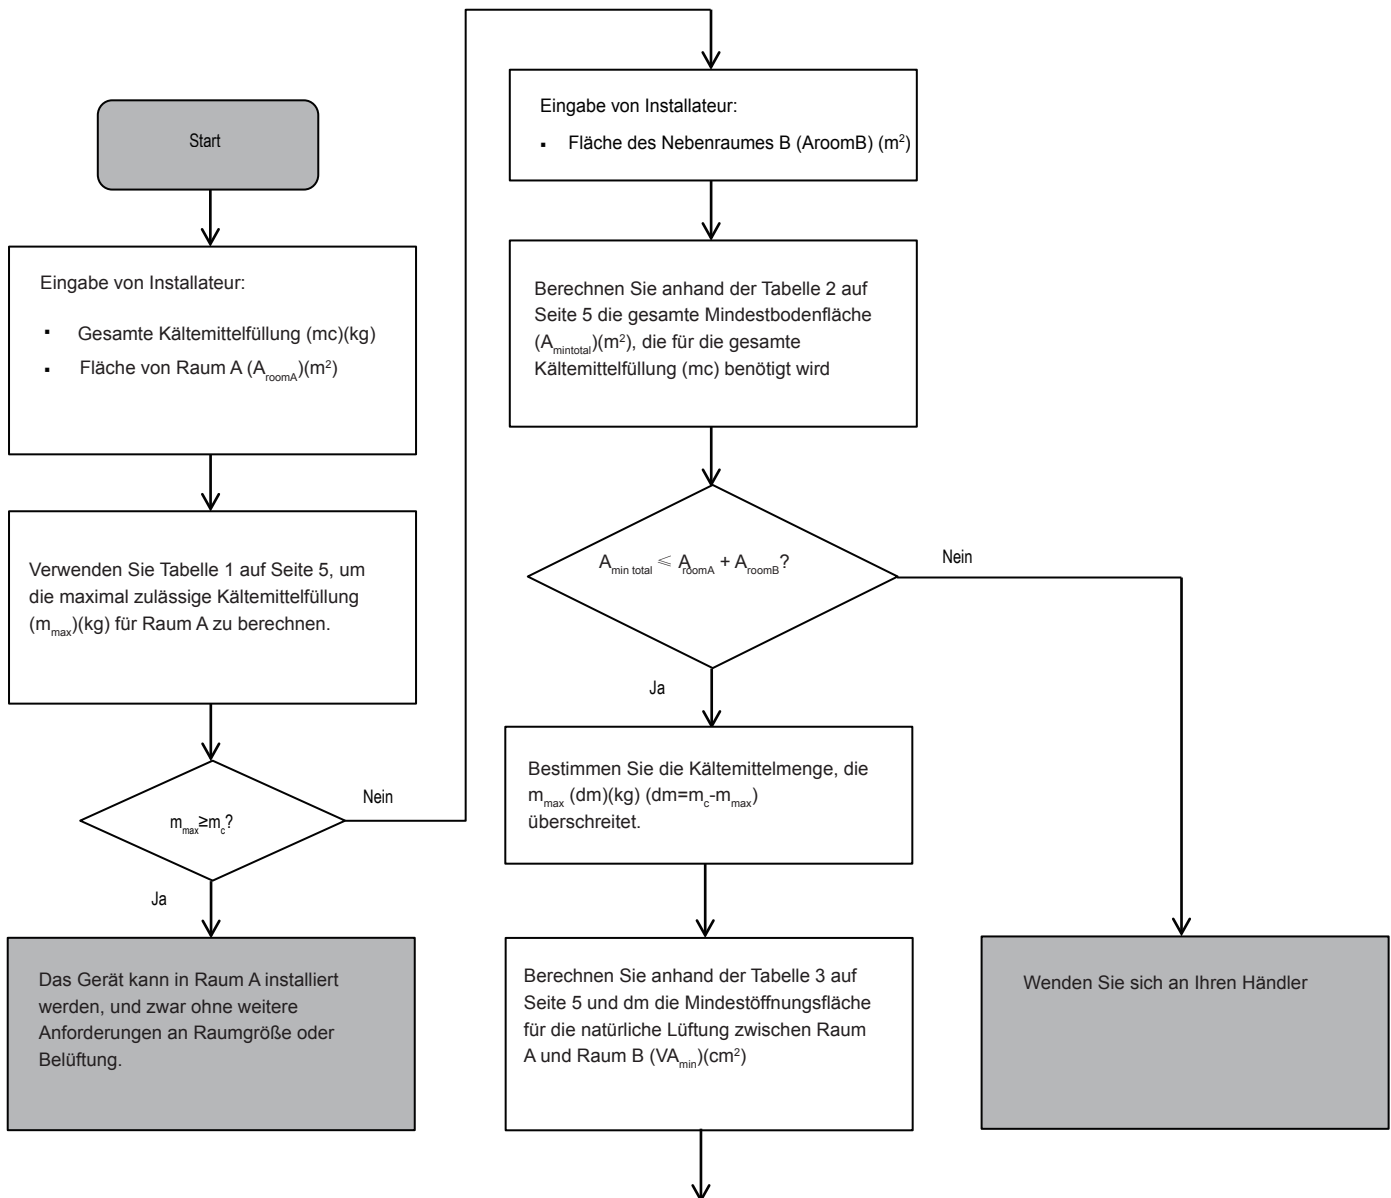 Start
Eingabe von Installateur:
▪ Gesamte Kältemittelfüllung (mc)(kg)
▪ Fläche von Raum A (AroomA)(m²)
Verwenden Sie Tabelle 1 auf Seite 5, um
die maximal zulässige Kältemittelfüllung
(mmax)(kg) für Raum A zu berechnen.
mmax≥mc?
Nein
Ja
Das Gerät kann in Raum A installiert
werden, und zwar ohne weitere
Anforderungen an Raumgröße oder
Belüftung.
Eingabe von Installateur:
▪ Fläche des Nebenraumes B (AroomB) (m²)
Berechnen Sie anhand der Tabelle 2 auf
Seite 5 die gesamte Mindestbodenfläche
(Amintotal)(m²), die für die gesamte
Kältemittelfüllung (mc) benötigt wird
Amin total ⩽ AroomA + AroomB?
Nein
Ja
Bestimmen Sie die Kältemittelmenge, die
mmax (dm)(kg) (dm=mc-mmax)
überschreitet.
Berechnen Sie anhand der Tabelle 3 auf
Seite 5 und dm die Mindestöffnungsfläche
für die natürliche Lüftung zwischen Raum
A und Raum B (VAmin)(cm²)
Wenden Sie sich an Ihren Händler